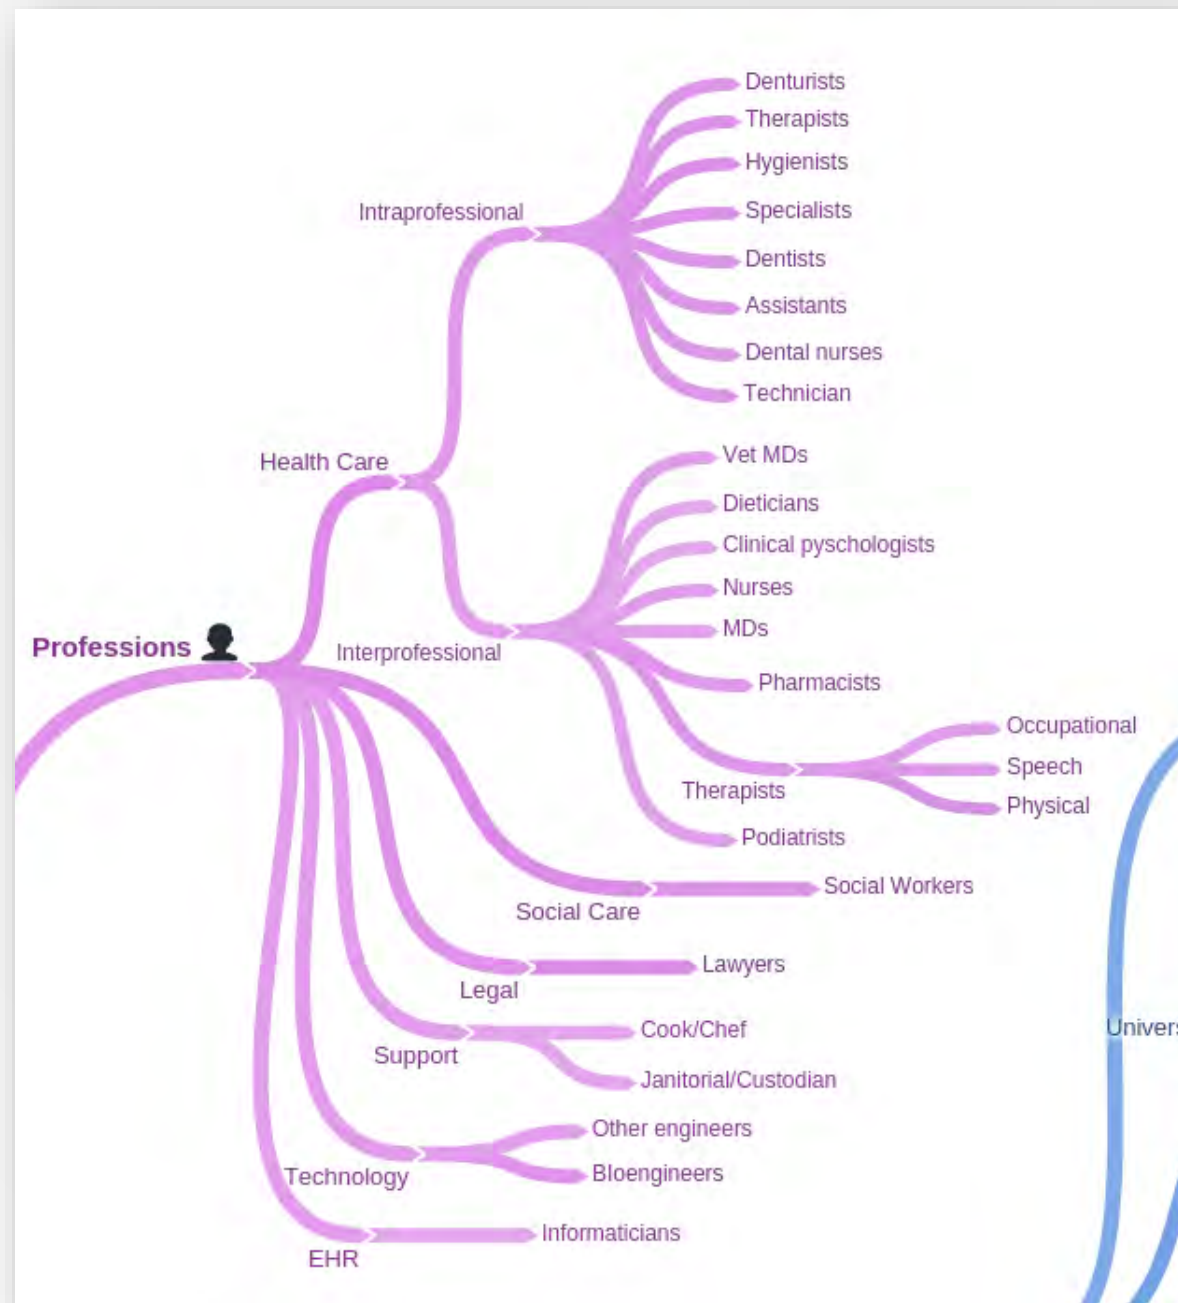 Denturists
Therapists
Hygienists
Intraprofessional
Specialists
Dentists
Assistants
Dental nurses
Technician
Vet MDs
Health Care
Dieticians
Clinical pyschologists
Nurses
MDs
Professions
Interprofessional
Pharmacists
Occupational
Speech
Therapists
Physical
Podiatrists
Social Workers
Social Care
Lawyers
Legal
Univers
Cook/Chef
Support
Janitorial/Custodian
Other engineers
Technology
Bloengineers
Informaticians
EHR